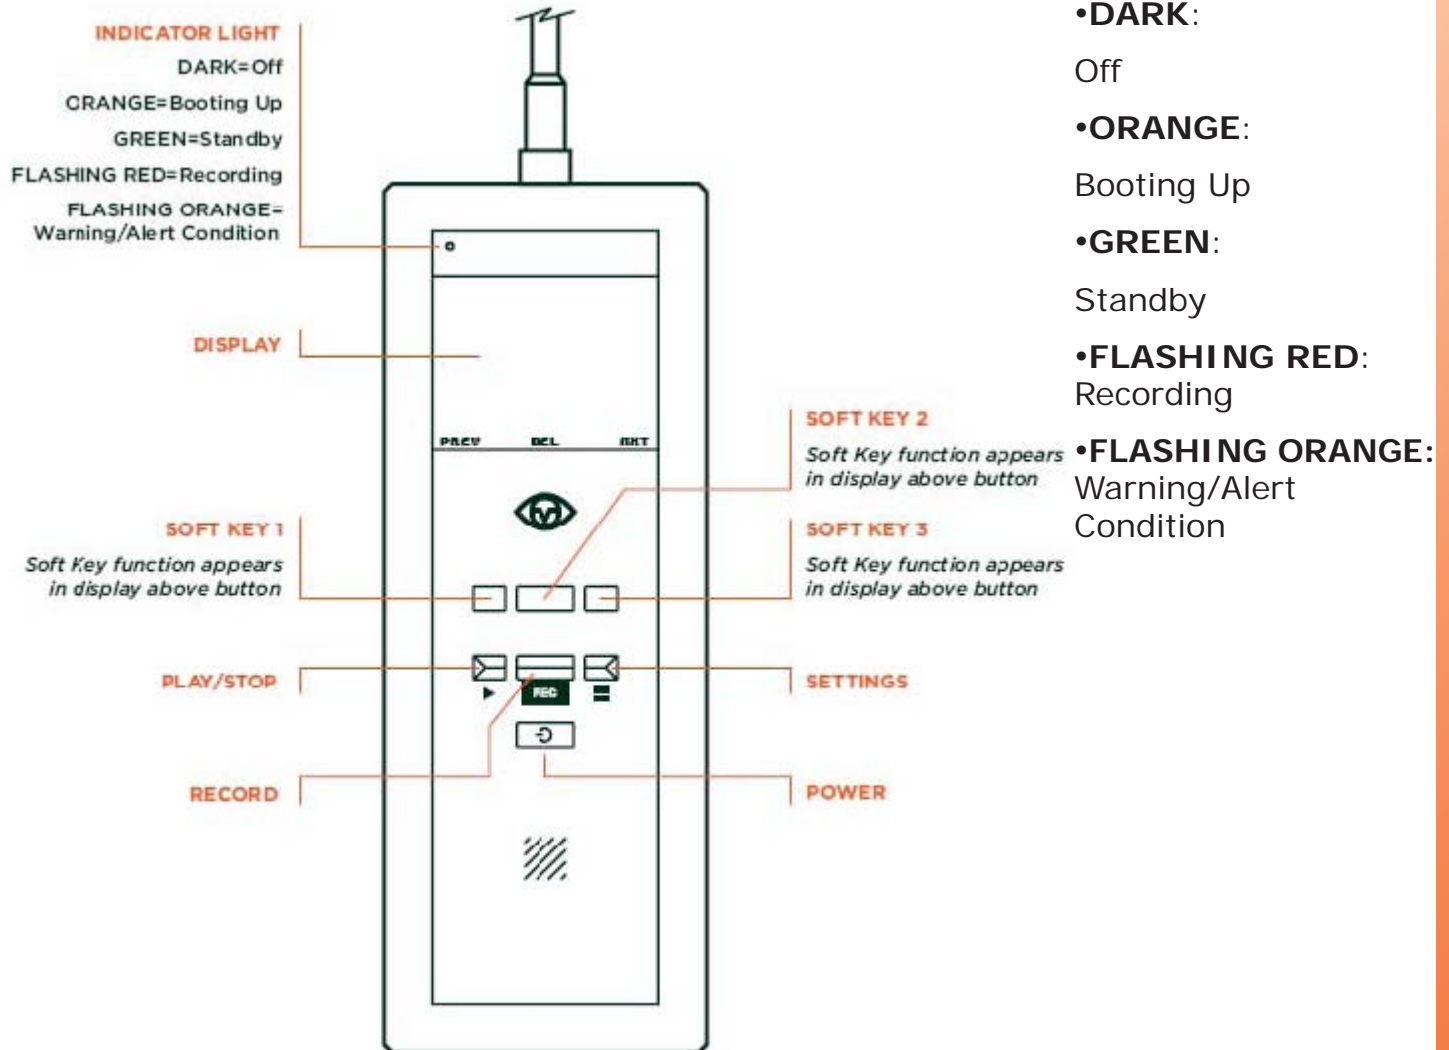 INDICATOR LIGHT
DARK=Off
ORANGE=Booting Up
GREEN=Standby
FLASHING RED=Recording
FLASHING ORANGE=
Warning/Alert Condition
DISPLAY
PREV DEL NXT
SOFT KEY 1
Soft Key function appears
in display above button
PLAY/STOP
RECORD
REC
SOFT KEY 2
Soft Key function appears
in display above button
SOFT KEY 3
Soft Key function appears
in display above button
SETTINGS
POWER
•DARK:
Off
•ORANGE:
Booting Up
•GREEN:
Standby
•FLASHING RED:
Recording
•FLASHING ORANGE:
Warning/Alert
Condition